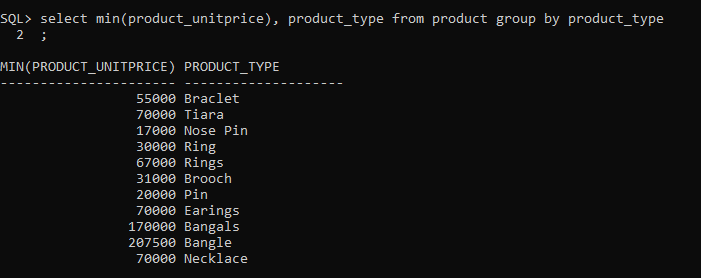 SQL> select min(product_unitprice), product_type from product group by product_type
2 ;
MIN(PRODUCT_UNITPRICE) PRODUCT_TYPE
---------------------- --------------------
55000 Braclet
70000 Tiara
17000 Nose Pin
30000 Ring
67000 Rings
31000 Brooch
20000 Pin
70000 Earings
170000 Bangals
207500 Bangle
70000 Necklace